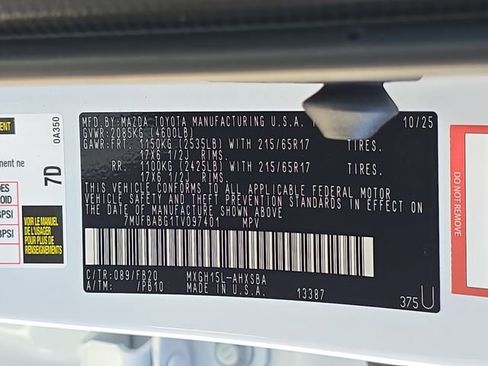 MFD.BY:MAZDA TOYOTA MANUFACTURING U.S.A. 10/25
GVWR:2085KG (4600LB)
GAWR:FRT. 1150KG (2535LB) WITH 215/65R17 TIRES.
17X6 1/2J RIMS.
RR. 1100KG (2425LB) WITH 215/65R17 TIRES.
17X6 1/2J RIMS.
THIS VEHICLE CONFORMS TO ALL APPLICABLE FEDERAL MOTOR
VEHICLE SAFETY AND THEFT PREVENTION STANDARDS IN EFFECT ON
THE DATE OF MANUFACTURE SHOWN ABOVE.
7MUFBABG1TV097401 MPV
C/TR:089/FB20 MXGH15L-AHXSBA
A/TM: /PB10 MADE IN U.S.A. 13387
375U
7D
0A350
VOIR LE MANUEL
DE L'USAGER
POUR PLUS DE
RENSEIGNEMENTS
DO NOT REMOVE